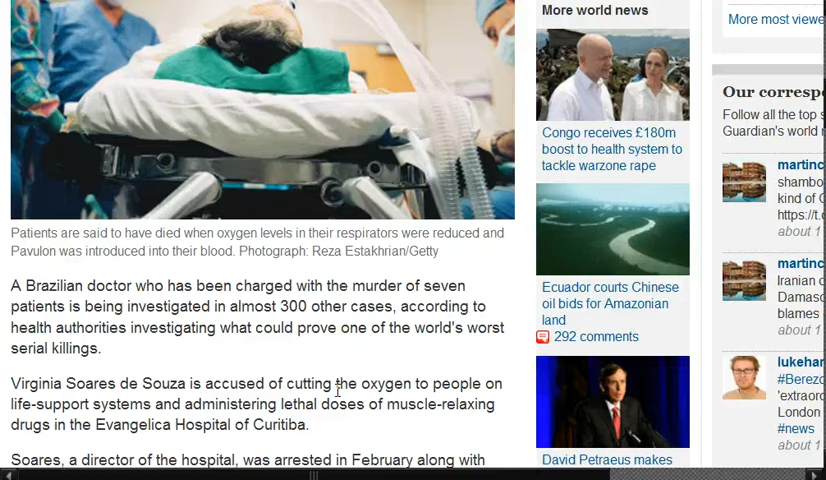 Patients are said to have died when oxygen levels in their respirators were reduced and
Pavulon was introduced into their blood. Photograph: Reza Estakhrian/Getty
A Brazilian doctor who has been charged with the murder of seven
patients is being investigated in almost 300 other cases, according to
health authorities investigating what could prove one of the world's worst
serial killings.
Virginia Soares de Souza is accused of cutting the oxygen to people on
life-support systems and administering lethal doses of muscle-relaxing
drugs in the Evangelica Hospital of Curitiba.
Soares, a director of the hospital, was arrested in February along with
More world news
Congo receives £180m
boost to health system to
tackle warzone rape
Ecuador courts Chinese
oil bids for Amazonian
land
292 comments
David Petraeus makes
More most viewe
Our corresp
Follow all the top s
Guardian's world r
martinc
shambo
kind of C
https://t.
about 1
martinc
Iranian c
Damasc
blames
about 1
lukehar
#Berezo
'extraorc
London
#news
about 1